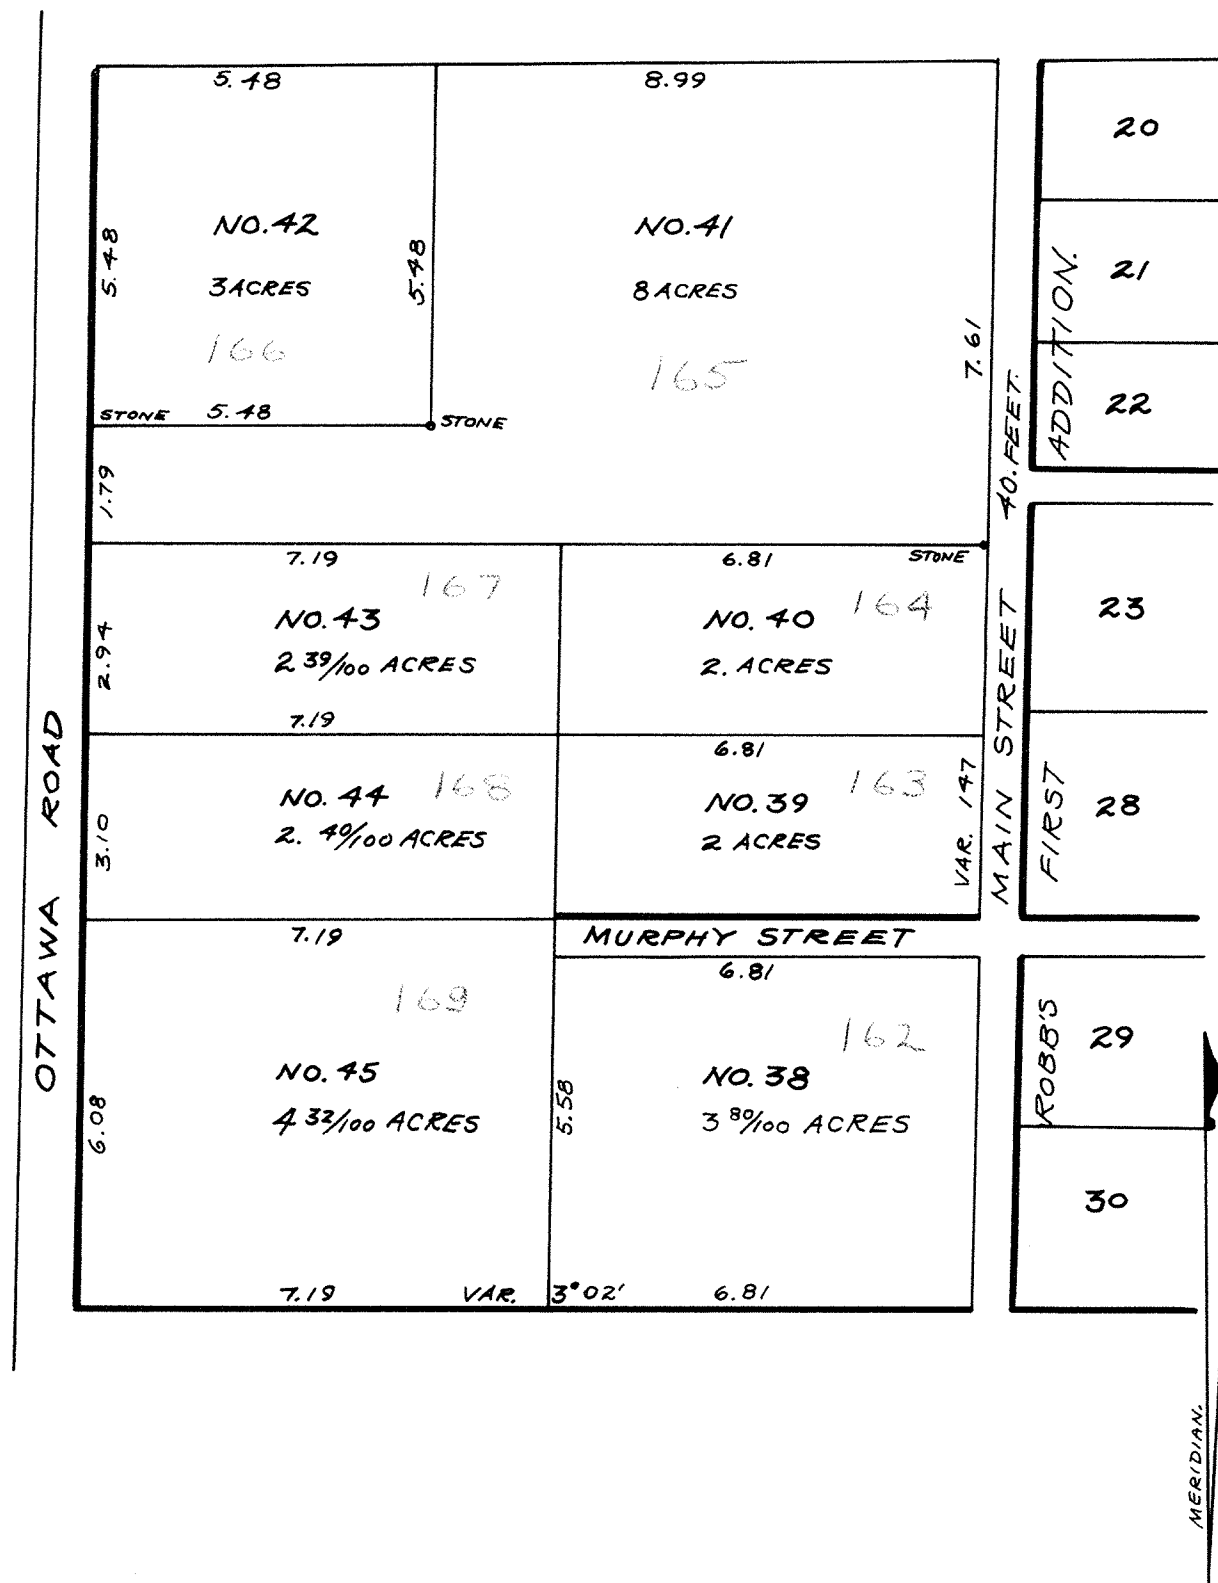 5.48
8.99
NO. 42
3 ACRES
5.48
5.48
166
STONE 5.48
STONE
NO. 41
8 ACRES
165
7.61
1.79
7.19
167
NO. 43
2 39/100 ACRES
2.94
7.19
6.81
STONE
164
NO. 40
2. ACRES
6.81
168
NO. 44
2. 40/100 ACRES
3.10
163
NO. 39
2 ACRES
VAR. 147
7.19
MURPHY STREET
6.81
169
NO. 45
4 32/100 ACRES
6.08
5.58
162
NO. 38
3 80/100 ACRES
7.19
VAR. 3° 02'
6.81
OTTAWA ROAD
MAIN STREET 40. FEET.
ROBB'S FIRST ADDITION.
20
21
22
23
28
29
30
MERIDIAN.